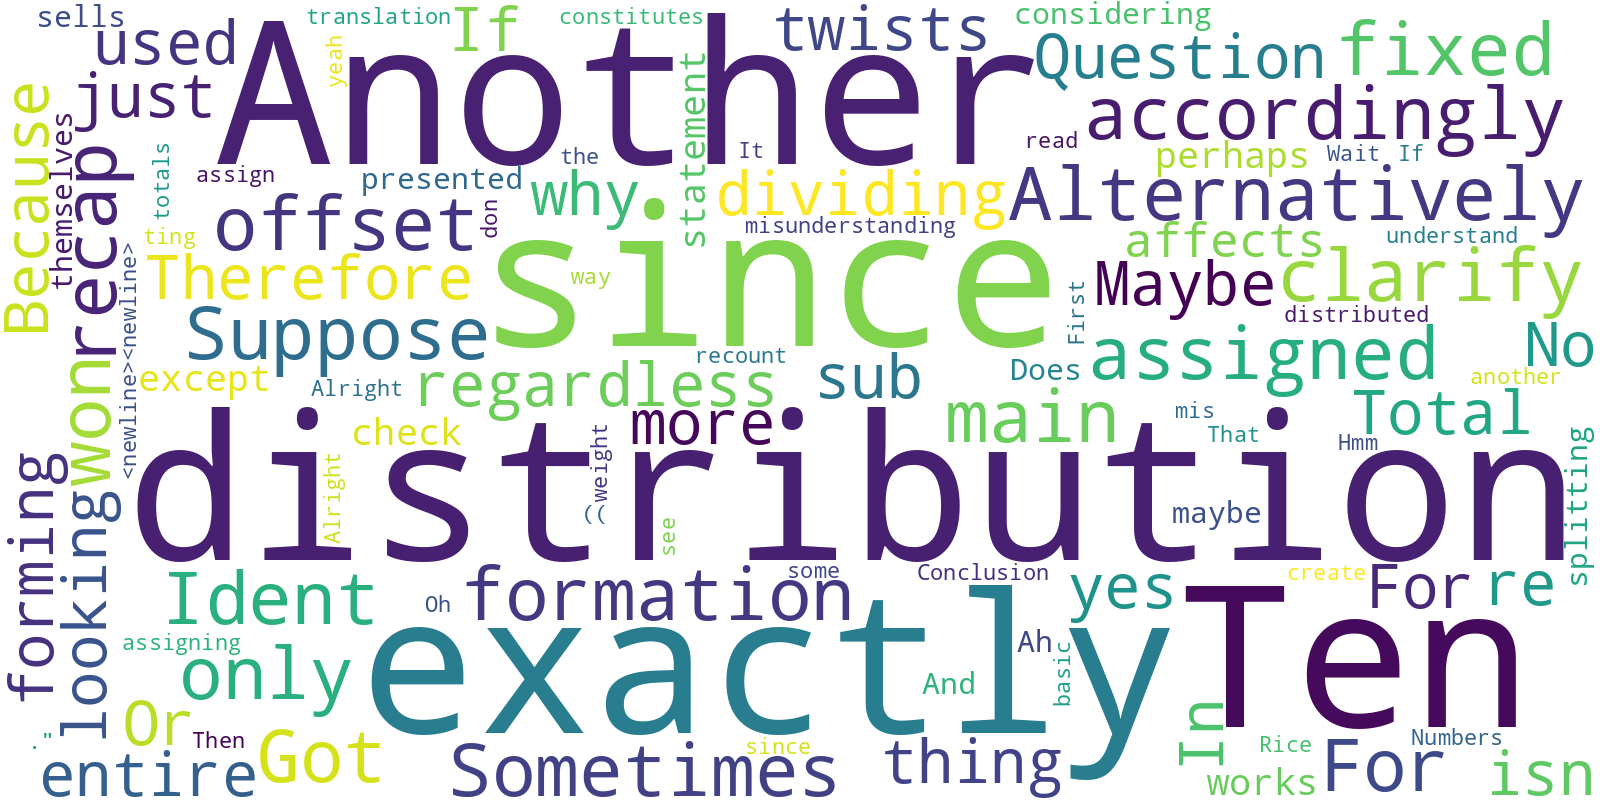 sells
translation
If
constitutes
twists
considering
used
yeah
Another
Question
fixed
Because
just
statement
accordingly
themselves
recap
totals
assign
presented
the
why
It
dividing
read
perhaps
Wait
If
Alternatively
offset
don
misunderstanding
affects
understand
ting
Therefore
way
since
First
Maybe
clarify
<newline><newline>
Suppose
distributed
recount
except
Alright
regardless
sub
Does
assigned
No
another
won
check
more
main
mis
That
Total
Hmm
forming
looking
distribution
Alright
weight
((
see
maybe
splitting
Ident
formation
some
Conclusion
yes
create
For
re
Oh
assigning
only
exactly
Ah
basic
And
Ten
Or
."
Then
Got
since
In
Rice
Numbers
entire
Sometimes
thing
works
For
isn